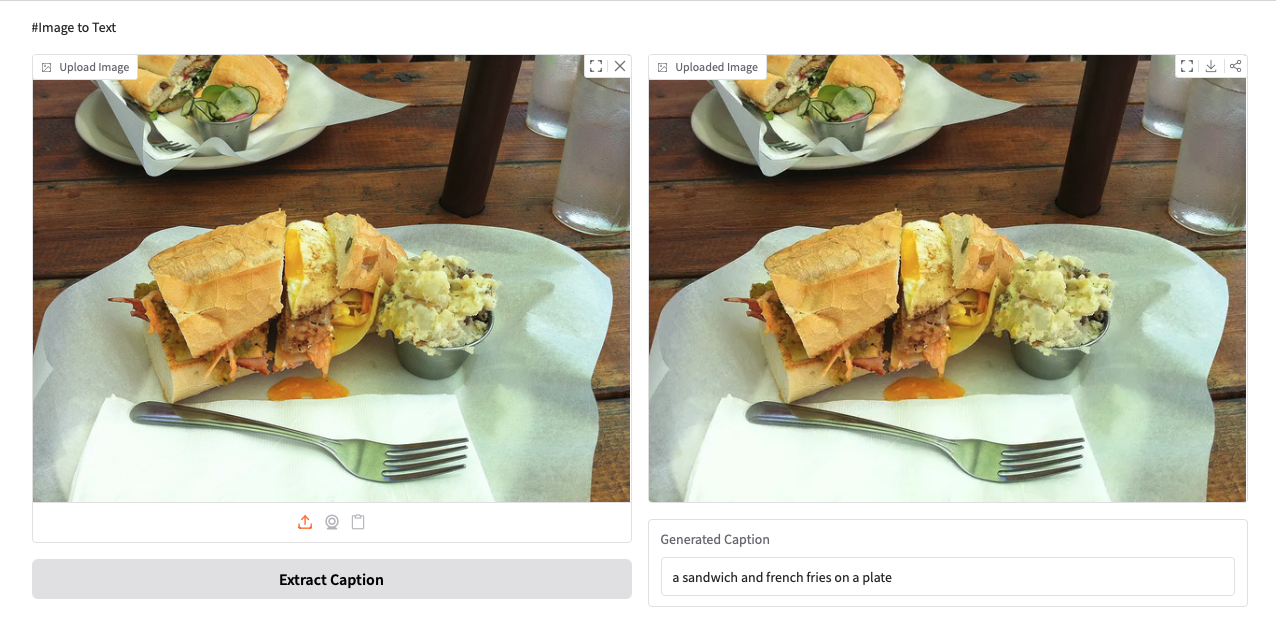 #Image to Text
Upload Image
Uploaded Image
Extract Caption
Generated Caption
a sandwich and french fries on a plate